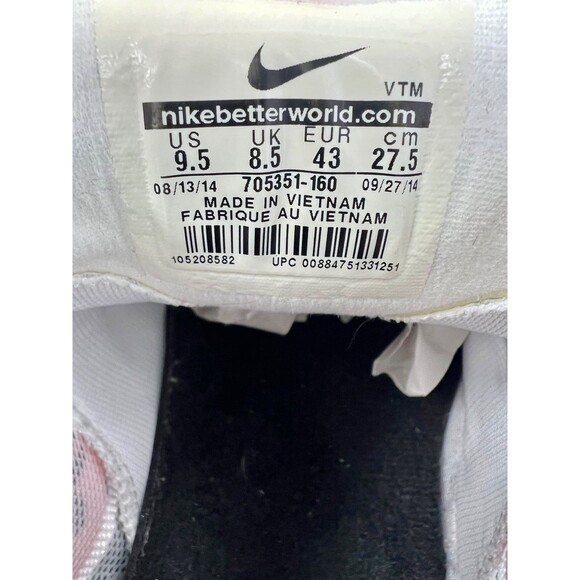 VTM
nikebetterworld.com
US UK EUR cm
9.5 8.5 43 27.5
08/13/14 705351-160 09/27/14
MADE IN VIETNAM
FABRIQUE AU VIETNAM
105208582 UPC 00884751331251